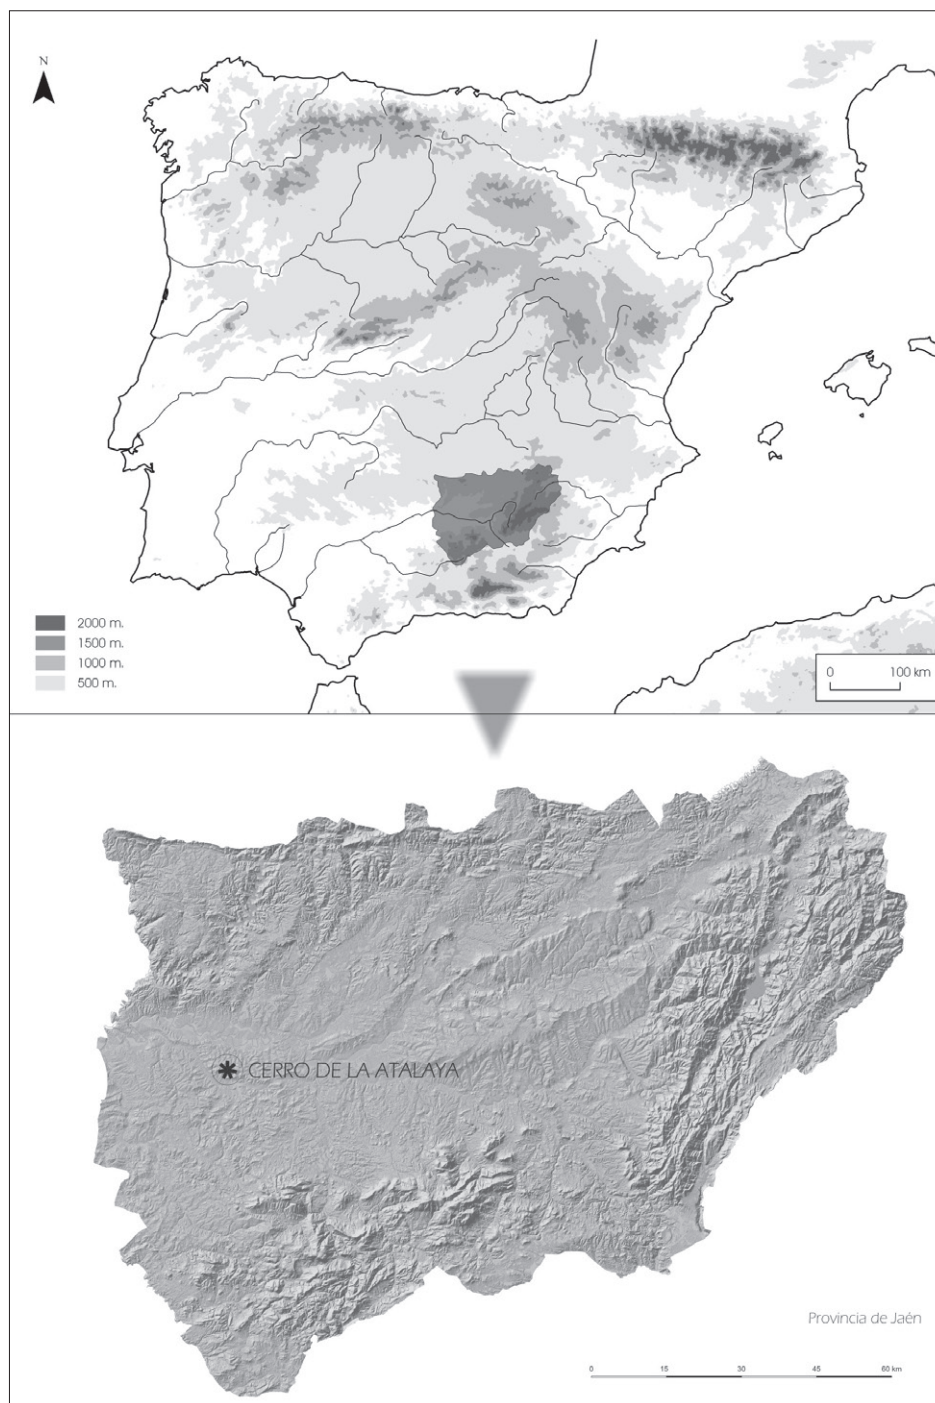 N
2000 m.
1500 m.
1000 m.
500 m.
0 100 km
CERRO DE LA ATALAYA
Provincia de Jaén
0 15 30 45 60 km